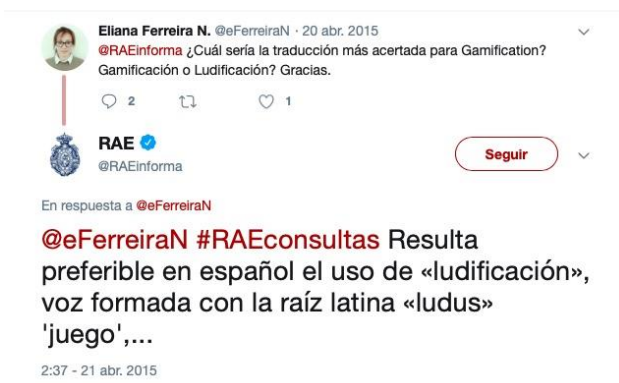 Eliana Ferreira N. @eFerreiraN · 20 abr. 2015
@RAEinforma ¿Cuál sería la traducción más acertada para Gamification?
Gamificación o Ludificación? Gracias.
2 1
RAE
@RAEinforma
Seguir
En respuesta a @eFerreiraN
@eFerreiraN #RAEconsultas Resulta
preferible en español el uso de «ludificación»,
voz formada con la raíz latina «ludus»
'juego',...
2:37 - 21 abr. 2015